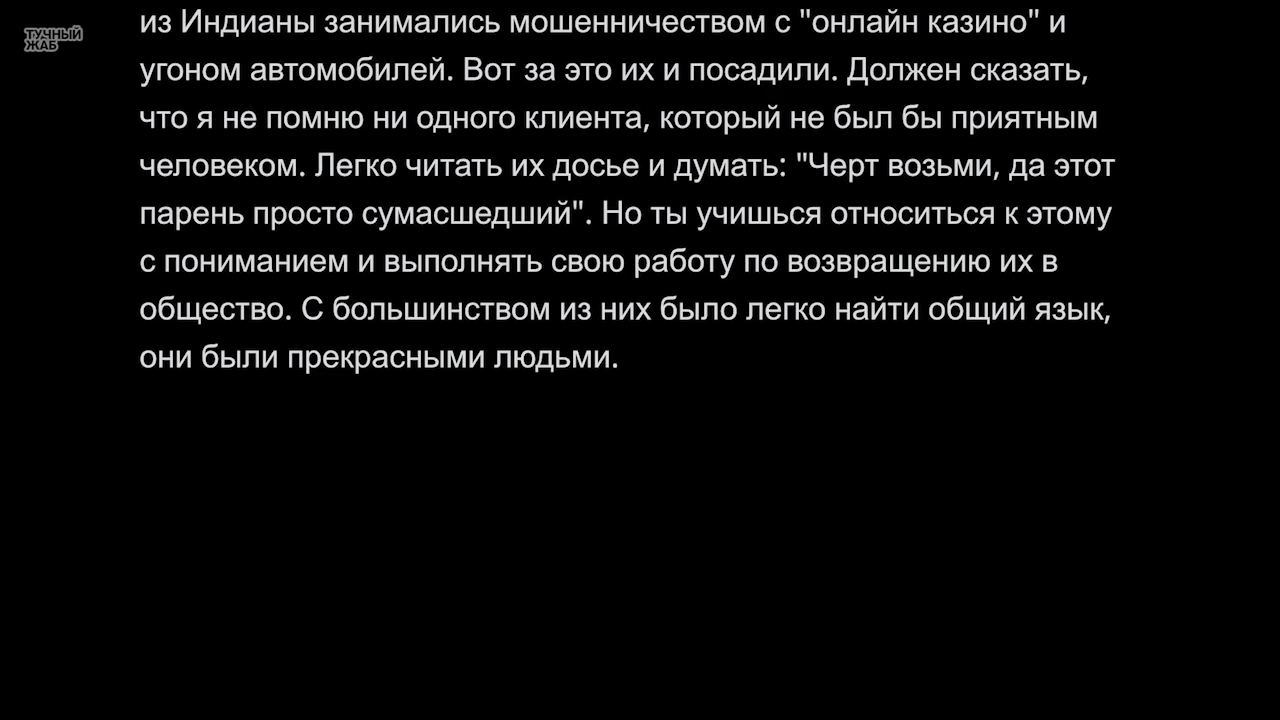 ТУЧНЫЙ
ЖАБ
из Индианы занимались мошенничеством с "онлайн казино" и
угоном автомобилей. Вот за это их и посадили. Должен сказать,
что я не помню ни одного клиента, который не был бы приятным
человеком. Легко читать их досье и думать: "Черт возьми, да этот
парень просто сумасшедший". Но ты учишься относиться к этому
с пониманием и выполнять свою работу по возвращению их в
общество. С большинством из них было легко найти общий язык,
они были прекрасными людьми.